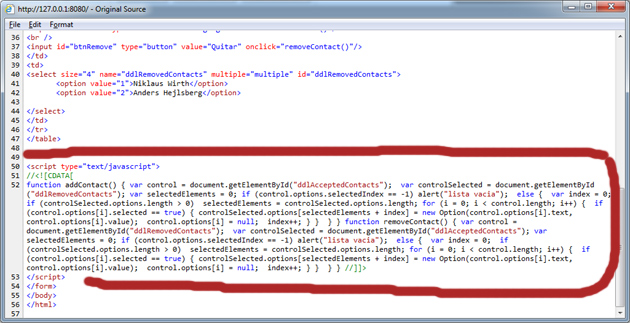 http://127.0.0.1:8080/ - Original Source
File Edit Format
36 <br />
37 <input id="btnRemove" type="button" value="Quitar" onclick="removeContact()"/>
38 </td>
39 <td>
40 <select size="4" name="ddlRemovedContacts" multiple="multiple" id="ddlRemovedContacts">
41 <option value="1">Niklaus Wirth</option>
42 <option value="2">Anders Hejlsberg</option>
43
44 </select>
45 </td>
46 </tr>
47 </table>
48
49
50 <script type="text/javascript">
51 //<![CDATA[
52 function addContact() { var control = document.getElementById("ddlAcceptedContacts"); var controlSelected = document.getElementById
("ddlRemovedContacts"); var selectedElements = 0; if (control.options.selectedIndex == -1) alert("lista vacia"); else { var index = 0;
if (controlSelected.options.length > 0) selectedElements = controlSelected.options.length; for (i = 0; i < control.length; i++) { if
(control.options[i].selected == true) { controlSelected.options[selectedElements + index] = new Option(control.options[i].text,
control.options[i].value); control.options[i] = null; index++; } } } } function removeContact() { var control =
document.getElementById("ddlRemovedContacts"); var controlSelected = document.getElementById("ddlAcceptedContacts"); var
selectedElements = 0; if (control.options.selectedIndex == -1) alert("lista vacia"); else { var index = 0; if
(controlSelected.options.length > 0) selectedElements = controlSelected.options.length; for (i = 0; i < control.length; i++) { if
(control.options[i].selected == true) { controlSelected.options[selectedElements + index] = new Option(control.options[i].text,
control.options[i].value); control.options[i] = null; index++; } } } } //]]>
53 </script>
54 </form>
55 </body>
56 </html>
57